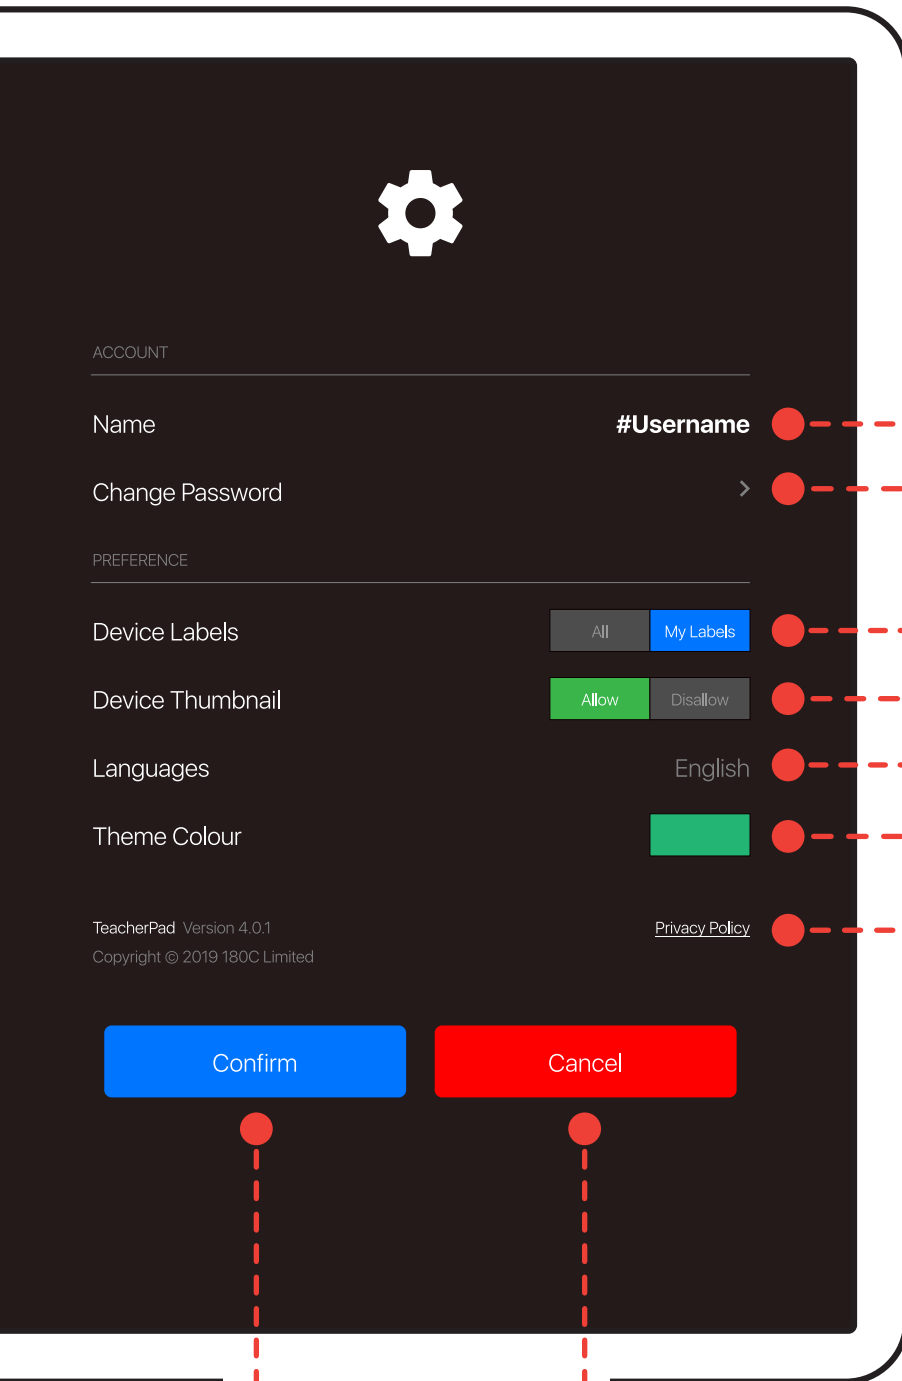 ACCOUNT
Name #Username
Change Password
PREFERENCE
Device Labels All My Labels
Device Thumbnail Allow Disallow
Languages English
Theme Colour
TeacherPad Version 4.0.1 Privacy Policy
Copyright © 2019 180C Limited
Confirm Cancel